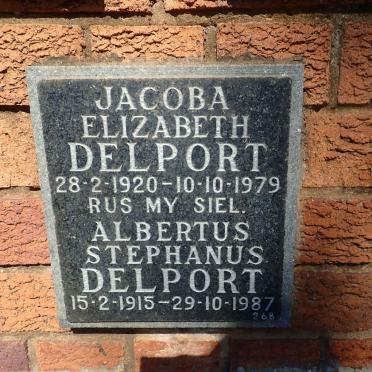 JACOBA
ELIZABETH
DELPORT
28-2-1920-10-10-1979
RUS MY SIEL.
ALBERTUS
STEPHANUS
DELPORT
15-2-1915-29-10-1987
268